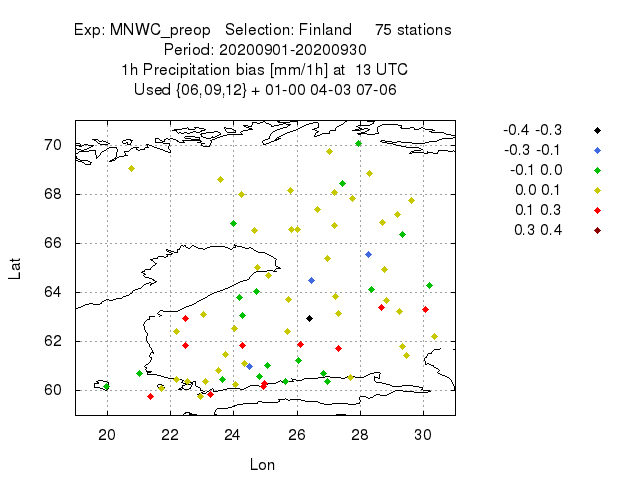 Exp: MNWC_preop   Selection: Finland     75 stations
Period: 20200901-20200930
1h Precipitation bias [mm/1h] at  13 UTC
Used {06,09,12} + 01-00 04-03 07-06
-0.4 -0.3
-0.3 -0.1
-0.1 0.0
0.0 0.1
0.1 0.3
0.3 0.4
70
68
66
64
62
60
Lat
20 22 24 26 28 30
Lon